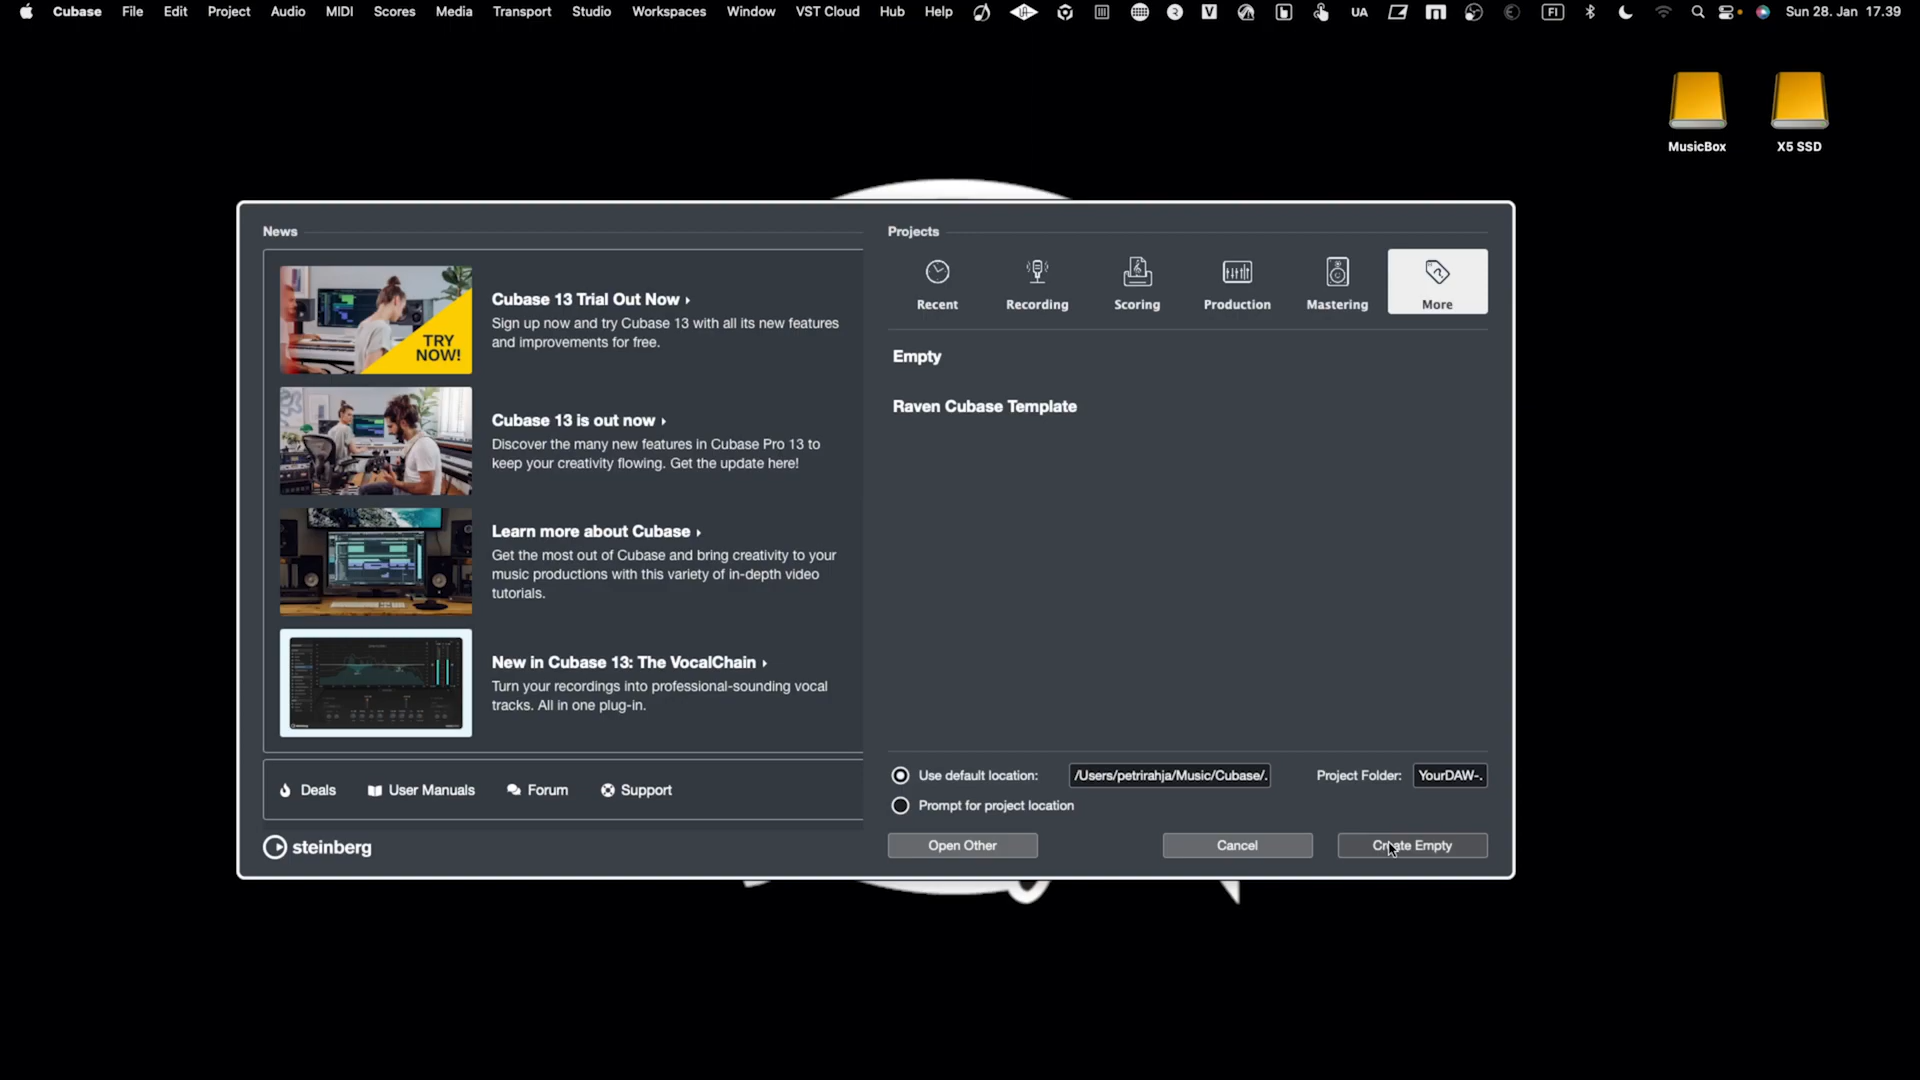 Cubase File Edit Project Audio MIDI Scores Media Transport Studio Workspaces Window VST Cloud Hub Help UA FI Sun 28. Jan 17.39
MusicBox
X5 SSD
News
TRY
NOW!
Cubase 13 Trial Out Now
Sign up now and try Cubase 13 with all its new features
and improvements for free.
Cubase 13 is out now
Discover the many new features in Cubase Pro 13 to
keep your creativity flowing. Get the update here!
Learn more about Cubase
Get the most out of Cubase and bring creativity to your
music productions with this variety of in-depth video
tutorials.
New in Cubase 13: The VocalChain
Turn your recordings into professional-sounding vocal
tracks. All in one plug-in.
Deals User Manuals Forum Support
steinberg
Projects
Recent Recording Scoring Production Mastering More
Empty
Raven Cubase Template
Use default location: /Users/petrirahja/Music/Cubase/. Project Folder: YourDAW-.
Prompt for project location
Open Other Cancel Create Empty